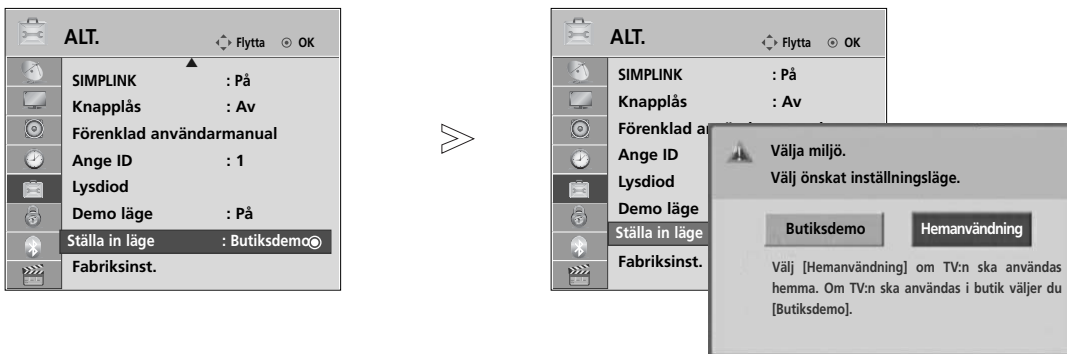 ALT. Flytta OK
SIMPLINK : På
Knapplås : Av
Förenklad användarmanual
Ange ID : 1
Lysdiod
Demo läge : På
Ställa in läge : Butiksdemo
Fabriksinst.
ALT. Flytta OK
SIMPLINK : På
Knapplås : Av
Förenklad
Ange ID
Lysdiod
Demo läge
Ställa in läge
Fabriksinst.
Välja miljö.
Välj önskat inställningsläge.
Butiksdemo Hemanvändning
Välj [Hemanvändning] om TV:n ska användas
hemma. Om TV:n ska användas i butik väljer du
[Butiksdemo].